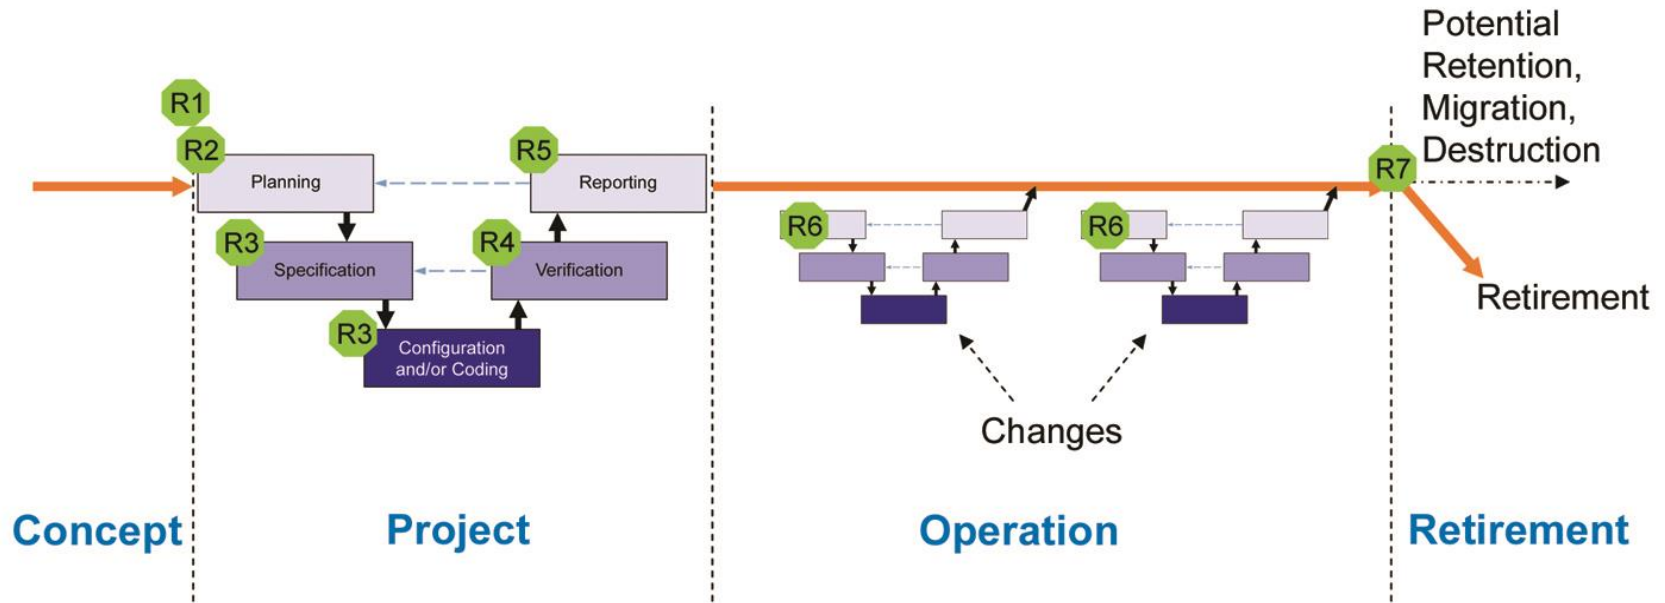 Potential
Retention,
Migration,
Destruction
R1
R2
Planning
R5
Reporting
R7
R3
Specification
R4
Verification
R6
R6
R3
Configuration
and/or Coding
Retirement
Changes
Concept
Project
Operation
Retirement